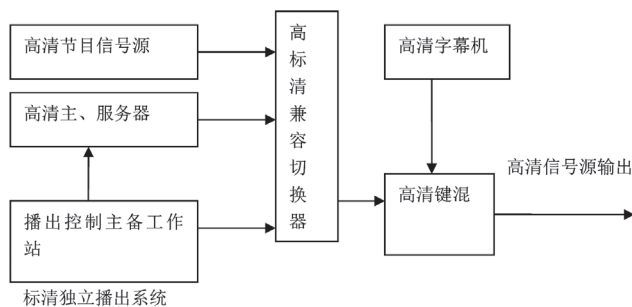 高清节目信号源
高清主、服务器
播出控制主备工作
站
标清独立播出系统
高
标
清
兼
容
切
换
器
高清字幕机
高清键混
高清信号源输出